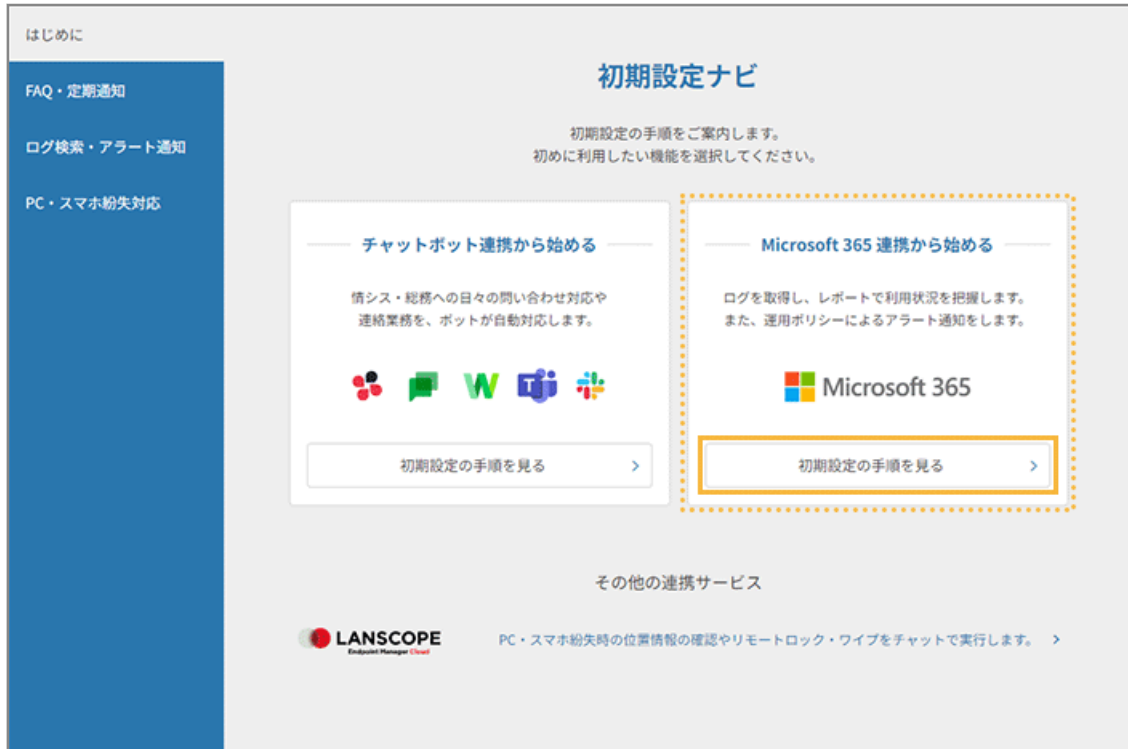 はじめに
FAQ・定期通知
ログ検索・アラート通知
PC・スマホ紛失対応
初期設定ナビ
初期設定の手順をご案内します。
初めに利用したい機能を選択してください。
チャットボット連携から始める
情シス・総務への日々の問い合わせ対応や
連絡業務を、ボットが自動対応します。
初期設定の手順を見る
Microsoft 365 連携から始める
ログを取得し、レポートで利用状況を把握します。
また、運用ポリシーによるアラート通知をします。
Microsoft 365
初期設定の手順を見る
その他の連携サービス
LANSCOPE
Endpoint Manager Cloud
PC・スマホ紛失時の位置情報の確認やリモートロック・ワイプをチャットで実行します。